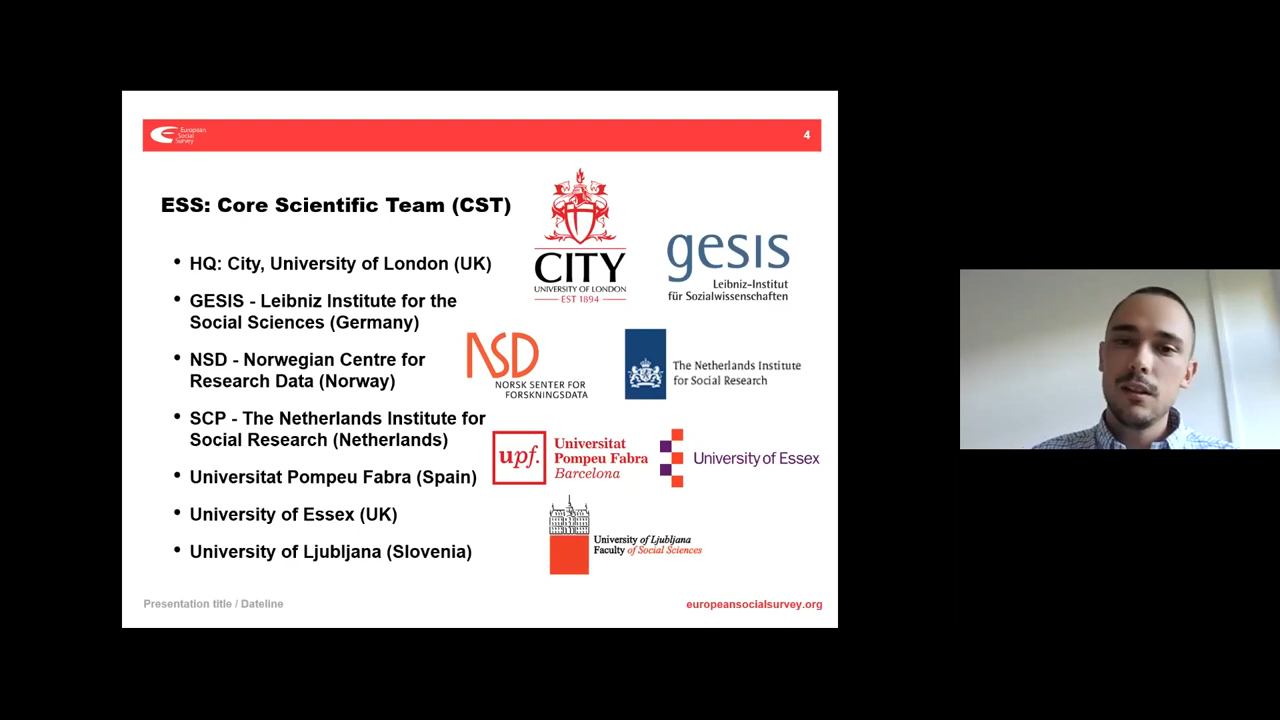 European
Social
Survey
4
ESS: Core Scientific Team (CST)
• HQ: City, University of London (UK)
• GESIS - Leibniz Institute for the
Social Sciences (Germany)
• NSD - Norwegian Centre for
Research Data (Norway)
• SCP - The Netherlands Institute for
Social Research (Netherlands)
• Universitat Pompeu Fabra (Spain)
• University of Essex (UK)
• University of Ljubljana (Slovenia)
CITY
UNIVERSITY OF LONDON
EST 1894
gesis
Leibniz-Institut
für Sozialwissenschaften
NSD
NORSK SENTER FOR
FORSKNINGSDATA
The Netherlands Institute
for Social Research
upf.
Universitat
Pompeu Fabra
Barcelona
University of Essex
University of Ljubljana
Faculty of Social Sciences
Presentation title / Dateline
europeansocialsurvey.org